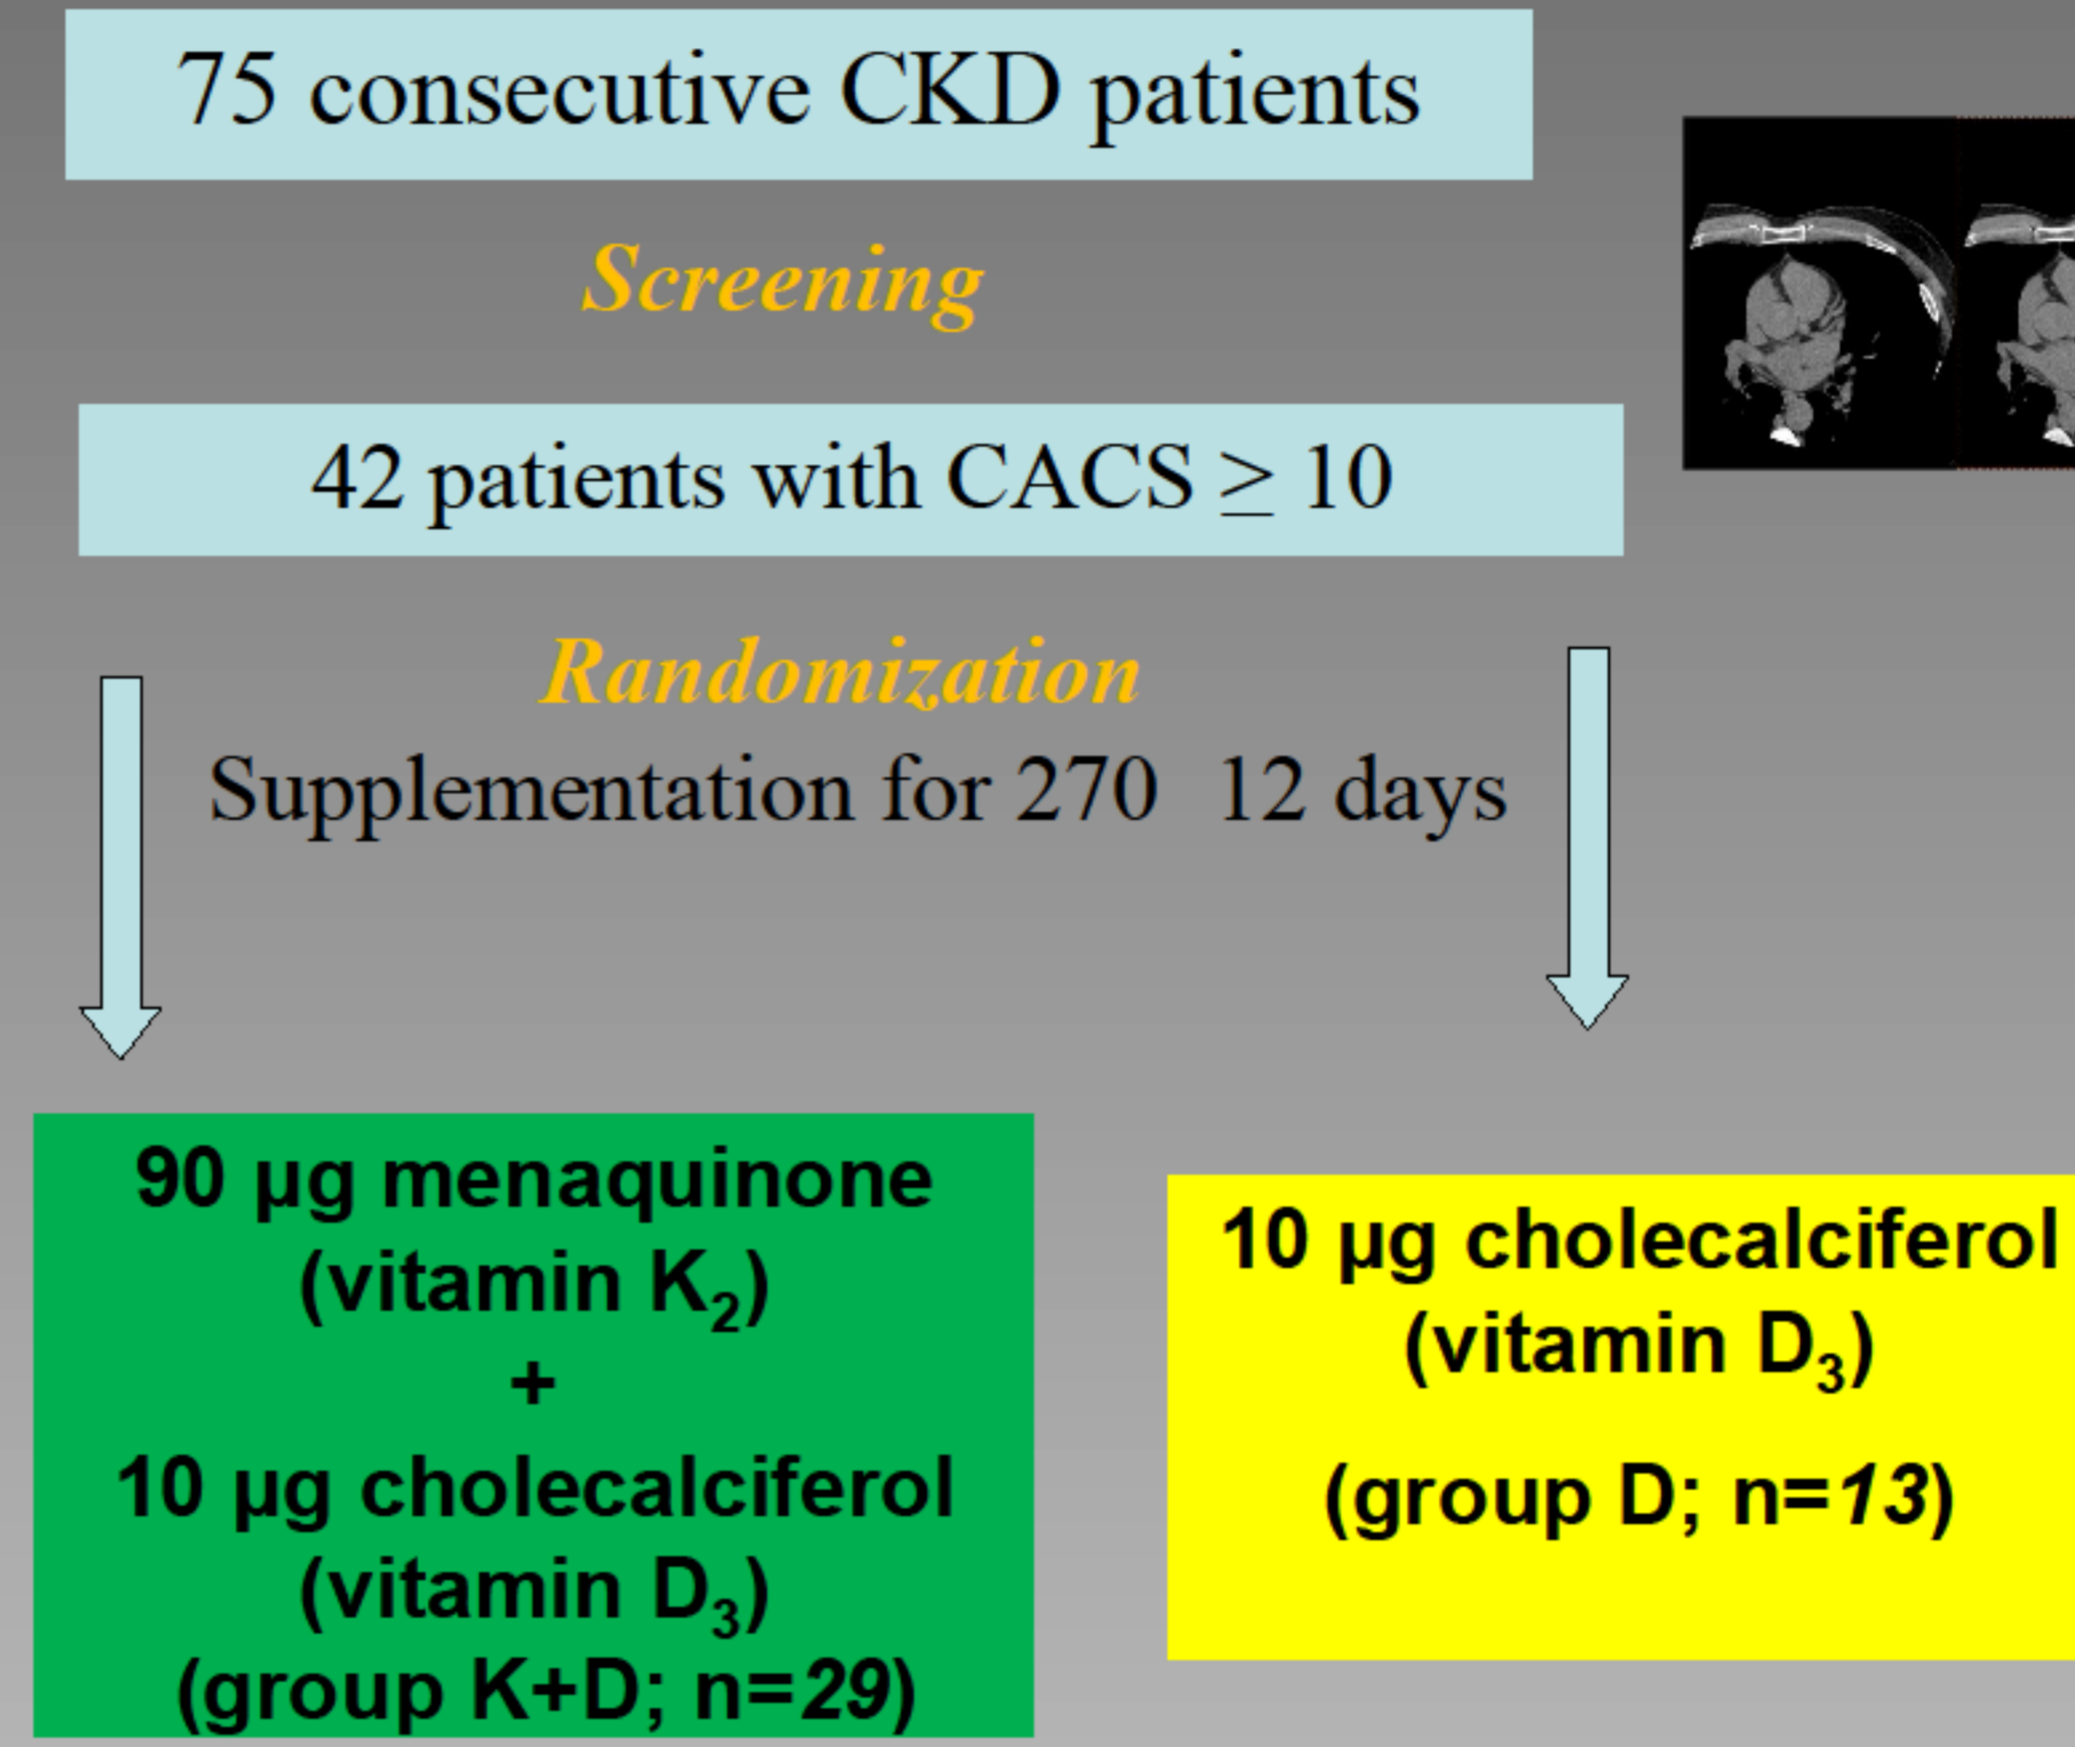 75 consecutive CKD patients
Screening
42 patients with CACS ≥ 10
Randomization
Supplementation for 270  12 days
90 µg menaquinone
(vitamin K₂)
+
10 µg cholecalciferol
(vitamin D₃)
(group K+D; n=29)
10 µg cholecalciferol
(vitamin D₃)
(group D; n=13)